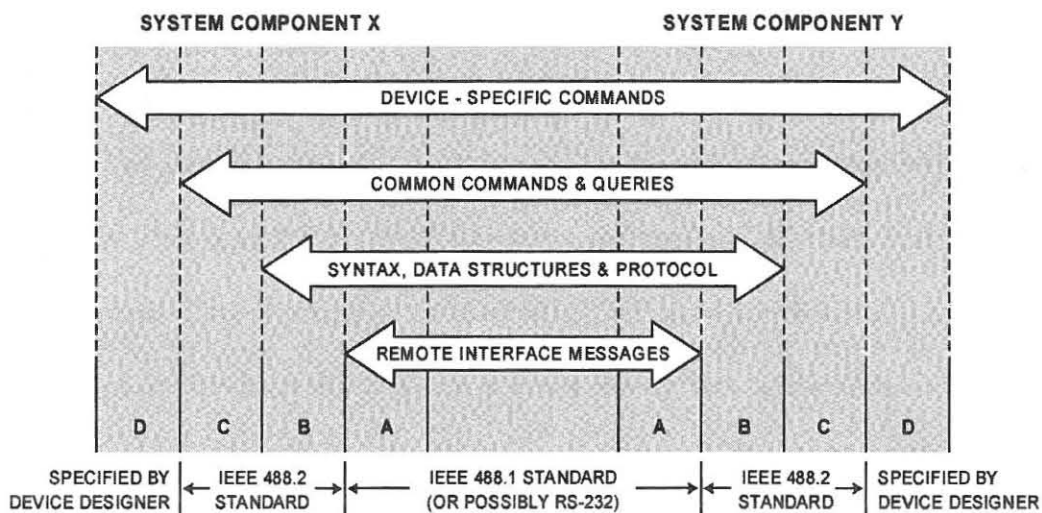 SYSTEM COMPONENT X
SYSTEM COMPONENT Y
DEVICE - SPECIFIC COMMANDS
COMMON COMMANDS & QUERIES
SYNTAX, DATA STRUCTURES & PROTOCOL
REMOTE INTERFACE MESSAGES
D C B A A B C D
SPECIFIED BY
DEVICE DESIGNER
IEEE 488.2
STANDARD
IEEE 488.1 STANDARD
(OR POSSIBLY RS-232)
IEEE 488.2
STANDARD
SPECIFIED BY
DEVICE DESIGNER